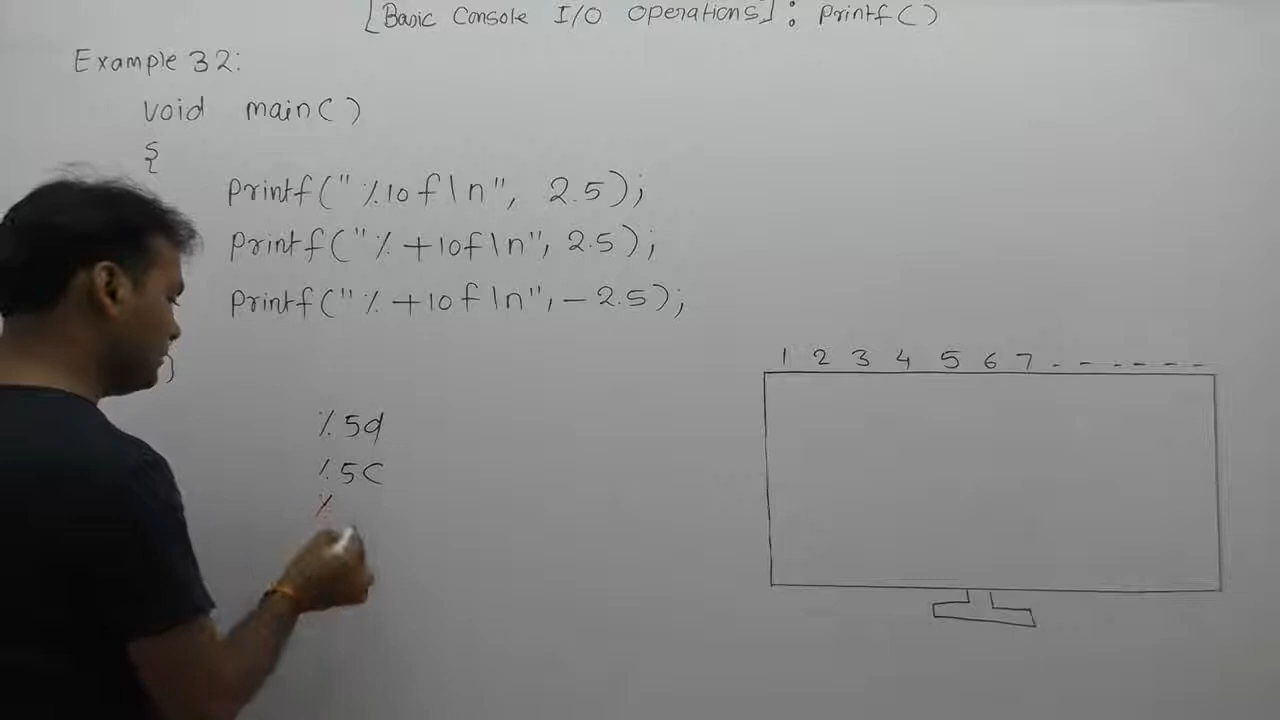 [Basic Console I/O Operations] : printf()
Example 32:
void main()
{
printf("%10f\n", 2.5);
printf("%+10f\n", 2.5);
printf("%+10f\n", -2.5);
}
1 2 3 4 5 6 7 - - - - - -
%5d
%5c
%